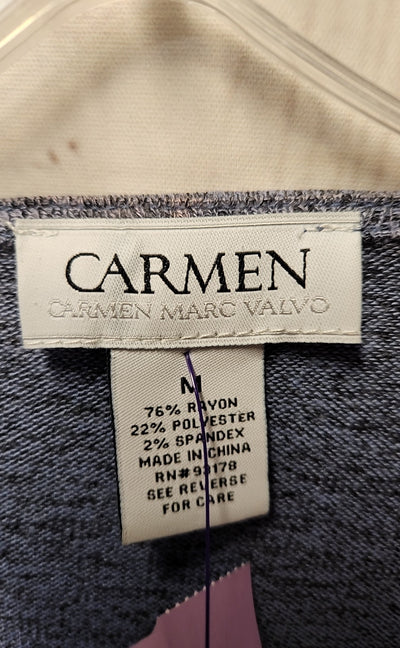 CARMEN
CARMEN MARC VALVO
M
76% RAYON
22% POLYESTER
2% SPANDEX
MADE IN CHINA
RN#93178
SEE REVERSE
FOR CARE